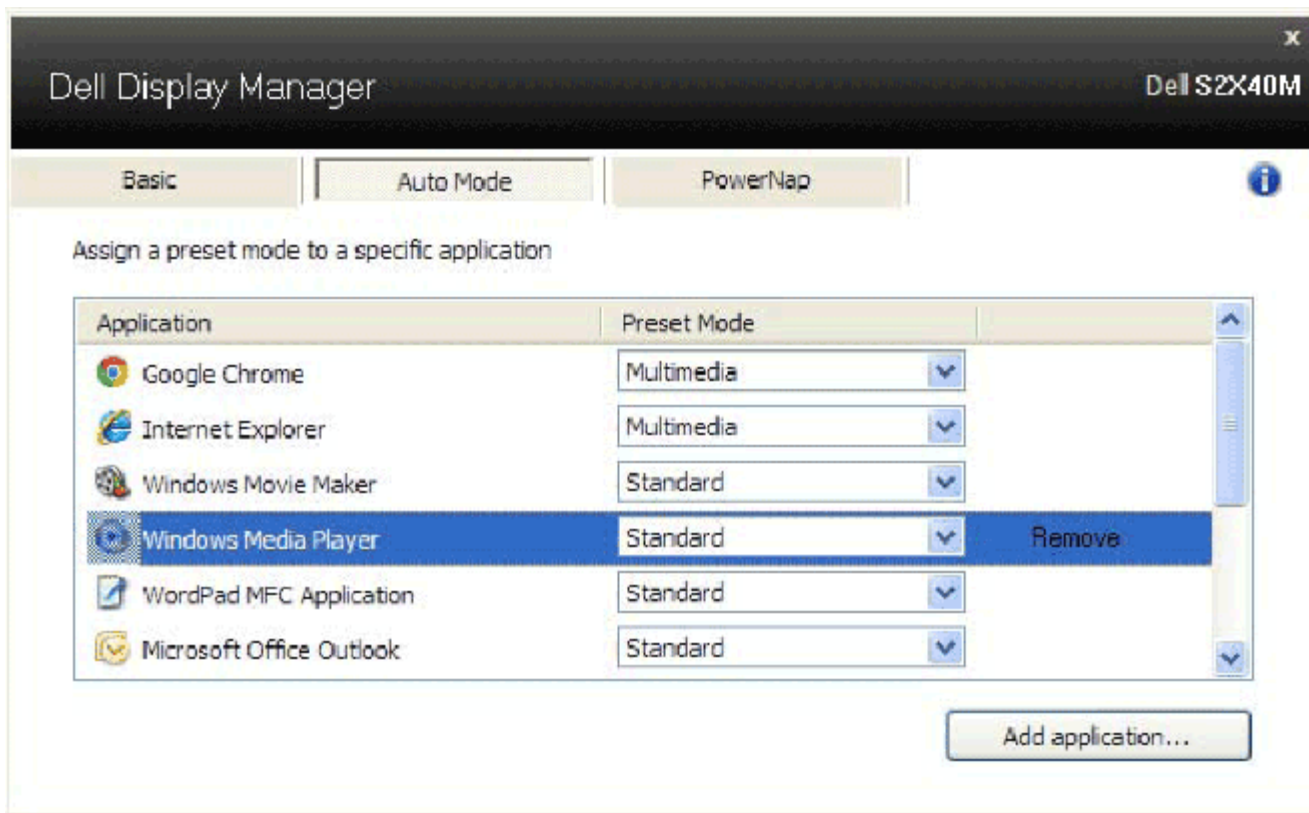 x
Dell Display Manager Dell S2X40M
Basic Auto Mode PowerNap i
Assign a preset mode to a specific application
Application Preset Mode
Google Chrome Multimedia
Internet Explorer Multimedia
Windows Movie Maker Standard
Windows Media Player Standard Remove
WordPad MFC Application Standard
Microsoft Office Outlook Standard
Add application...